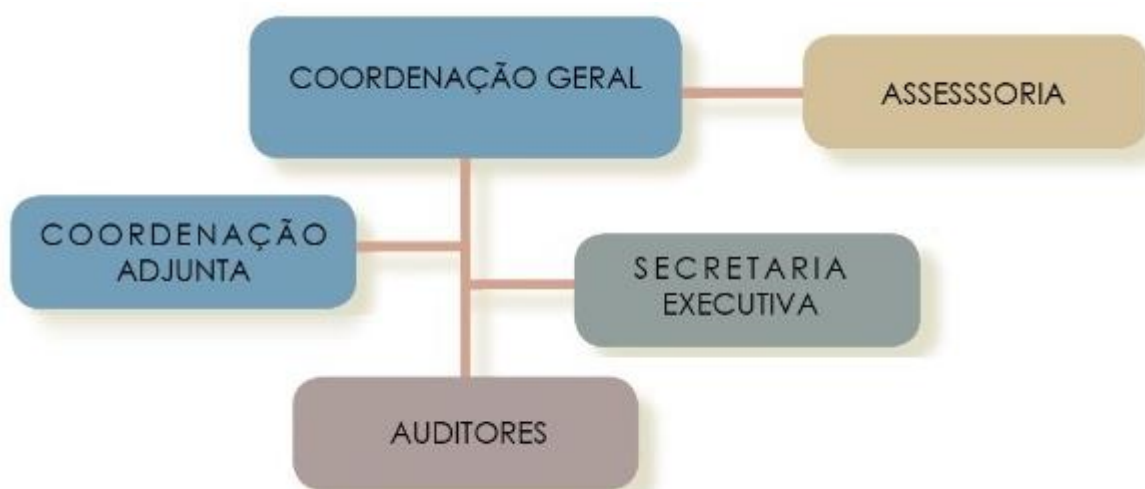 COORDENAÇÃO GERAL
ASSESSSORIA
COORDENAÇÃO
ADJUNTA
SECRETARIA
EXECUTIVA
AUDITORES